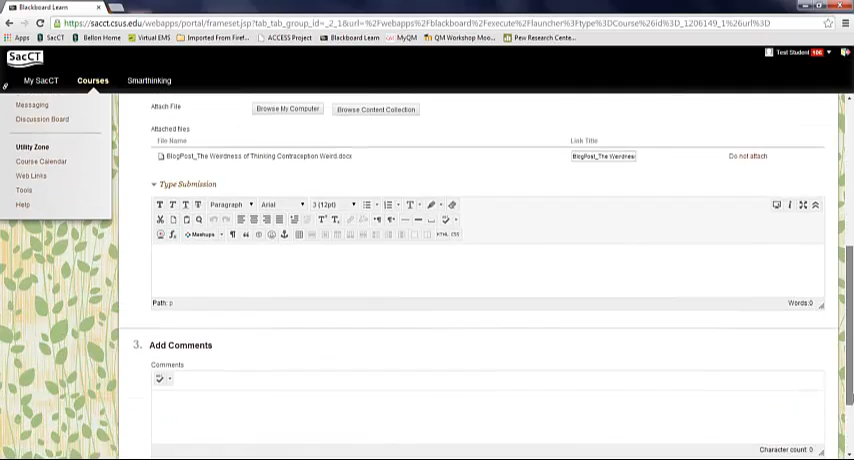 Blackboard Learn
https://sacct.csus.edu/webapps/portal/frameset.jsp?tab_tab_group_id=_2_1&url=%2Fwebapps%2Fblackboard%2Fexecute%2Flauncher%3Ftype%3DCourse%26id%3D_1206149_1%26url%3D
Apps SacCT Bellon Home Virtual EMS Imported From Firef... ACCESS Project Blackboard Learn MyQM QM Workshop Moo... Pew Research Cente...
SacCT
Test Student 106
My SacCT Courses Smarthinking
Messaging
Discussion Board
Utility Zone
Course Calendar
Web Links
Tools
Help
Attach File Browse My Computer Browse Content Collection
Attached files
File Name Link Title
BlogPost_The Weirdness of Thinking Contraception Weird.docx BlogPost_The Weirdness Do not attach
Type Submission
T T T T Paragraph Arial 3 (12pt)
Mashups HTML CSS
Path: p Words:0
3. Add Comments
Comments
Character count: 0